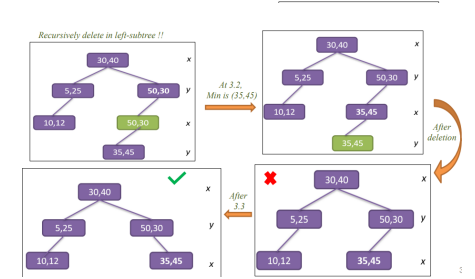 Recursively delete in left-subtree !!
30,40
x
5,25
50,30
y
10,12
50,30
x
35,45
y
At 3.2,
Min is (35,45)
30,40
x
5,25
50,30
y
10,12
35,45
x
35,45
y
After
deletion
30,40
x
5,25
50,30
y
10,12
35,45
x
After
3.3
30,40
x
5,25
50,30
y
10,12
35,45
x
3